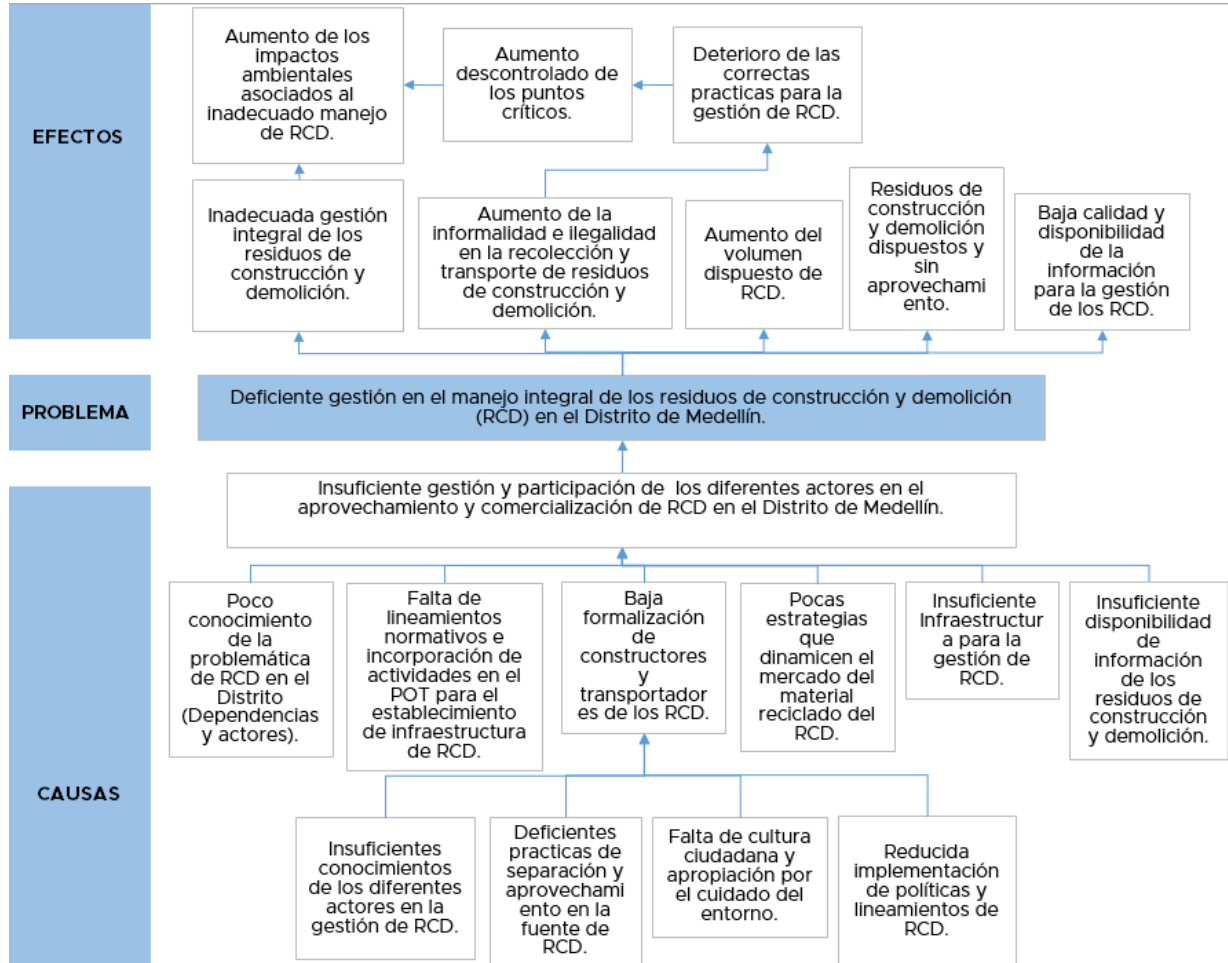 EFECTOS
Aumento de los
impactos
ambientales
asociados al
inadecuado manejo
de RCD.
Aumento
descontrolado de
los puntos
críticos.
Deterioro de las
correctas
practicas para la
gestión de RCD.
Inadecuada gestión
integral de los
residuos de
construcción y
demolición.
Aumento de la
informalidad e ilegalidad
en la recolección y
transporte de residuos
de construcción y
demolición.
Aumento del
volumen
dispuesto de
RCD.
Residuos de
construcción
y demolición
dispuestos y
sin
aprovechami
ento.
Baja calidad y
disponibilidad
de la
información
para la gestión
de los RCD.
PROBLEMA
Deficiente gestión en el manejo integral de los residuos de construcción y demolición
(RCD) en el Distrito de Medellín.
Insuficiente gestión y participación de los diferentes actores en el
aprovechamiento y comercialización de RCD en el Distrito de Medellín.
CAUSAS
Poco
conocimiento
de la
problemática
de RCD en el
Distrito
(Dependencias
y actores).
Falta de
lineamientos
normativos e
incorporación de
actividades en el
POT para el
establecimiento
de infraestructura
de RCD.
Baja
formalización
de
constructores
y
transportador
es de los RCD.
Pocas
estrategias
que
dinamicen el
mercado del
material
reciclado del
RCD.
Insuficiente
Infraestructur
a para la
gestión de
RCD.
Insuficiente
disponibilidad
de
información
de los
residuos de
construcción
y demolición.
Insuficientes
conocimientos
de los diferentes
actores en la
gestión de RCD.
Deficientes
practicas de
separación y
aprovechami
ento en la
fuente de
RCD.
Falta de cultura
ciudadana y
apropiación por
el cuidado del
entorno.
Reducida
implementación
de políticas y
lineamientos de
RCD.